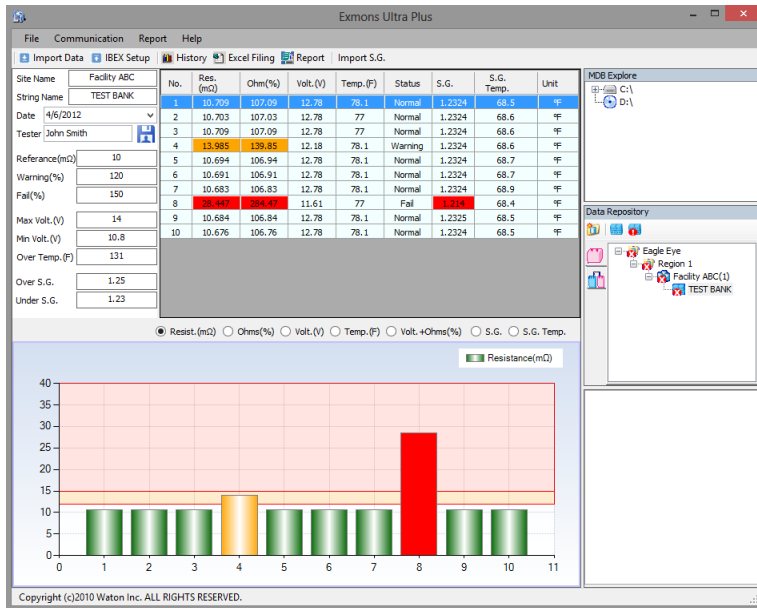 Exmons Ultra Plus
File Communication Report Help
Import Data IBEX Setup History Excel Filing Report Import S.G.
Site Name Facility ABC
String Name TEST BANK
Date 4/6/2012
Tester John Smith
Referance(mΩ) 10
Warning(%) 120
Fail(%) 150
Max Volt.(V) 14
Min Volt.(V) 10.8
Over Temp.(F) 131
Over S.G. 1.25
Under S.G. 1.23
No. Res. (mΩ) Ohm(%) Volt.(V) Temp.(F) Status S.G. S.G. Temp. Unit
1 10.709 107.09 12.78 78.1 Normal 1.2324 68.5 ℉
2 10.703 107.03 12.78 77 Normal 1.2324 68.6 ℉
3 10.709 107.09 12.78 77 Normal 1.2324 68.6 ℉
4 13.985 139.85 12.18 78.1 Warning 1.2324 68.6 ℉
5 10.694 106.94 12.78 78.1 Normal 1.2324 68.7 ℉
6 10.691 106.91 12.78 78.1 Normal 1.2324 68.7 ℉
7 10.683 106.83 12.78 78.1 Normal 1.2324 68.9 ℉
8 28.447 284.47 11.61 77 Fail 1.214 68.4 ℉
9 10.684 106.84 12.78 78.1 Normal 1.2325 68.5 ℉
10 10.676 106.76 12.78 78.1 Normal 1.2324 68.5 ℉
MDB Explore
C:\
D:\
Data Repository
Eagle Eye
Region 1
Facility ABC(1)
TEST BANK
Resist.(mΩ) Ohms(%) Volt.(V) Temp.(F) Volt.+Ohms(%) S.G. S.G. Temp.
Resistance(mΩ)
40
35
30
25
20
15
10
5
0
0 1 2 3 4 5 6 7 8 9 10 11
Copyright (c)2010 Waton Inc. ALL RIGHTS RESERVED.